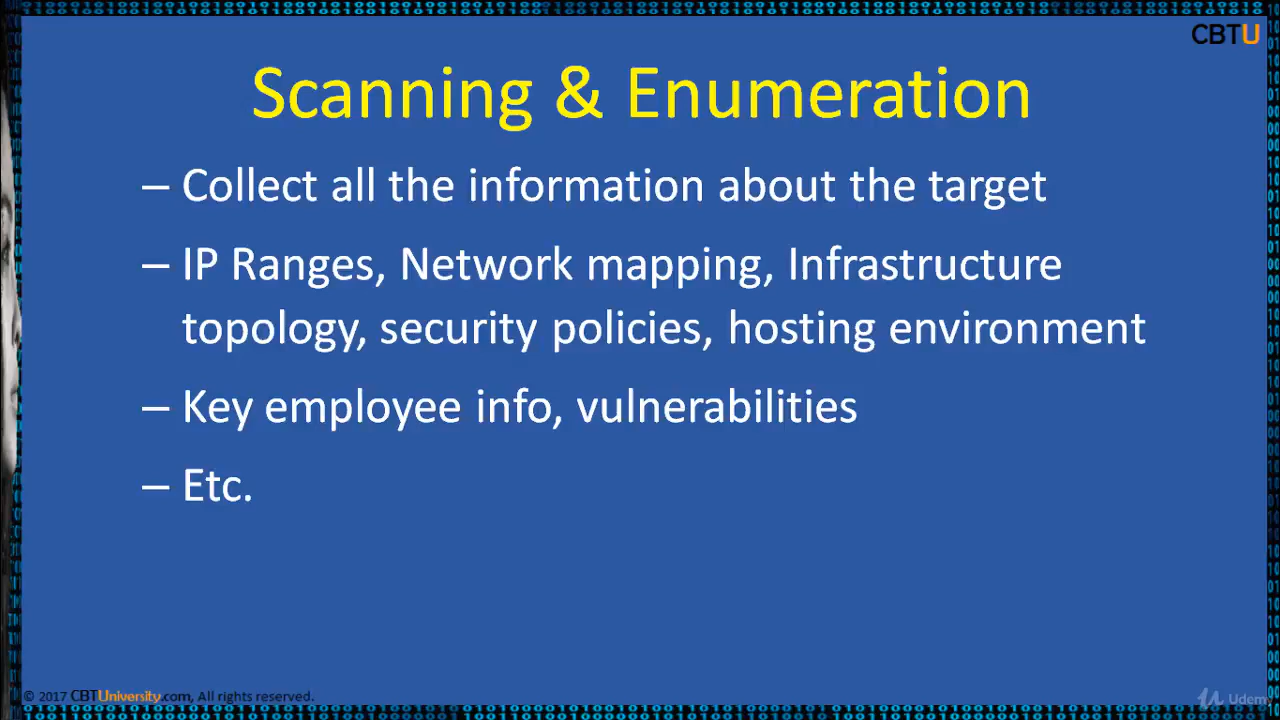 CBTU
Scanning & Enumeration
– Collect all the information about the target
– IP Ranges, Network mapping, Infrastructure
topology, security policies, hosting environment
– Key employee info, vulnerabilities
– Etc.
© 2017 CBTUniversity.com, All rights reserved.
Udemy